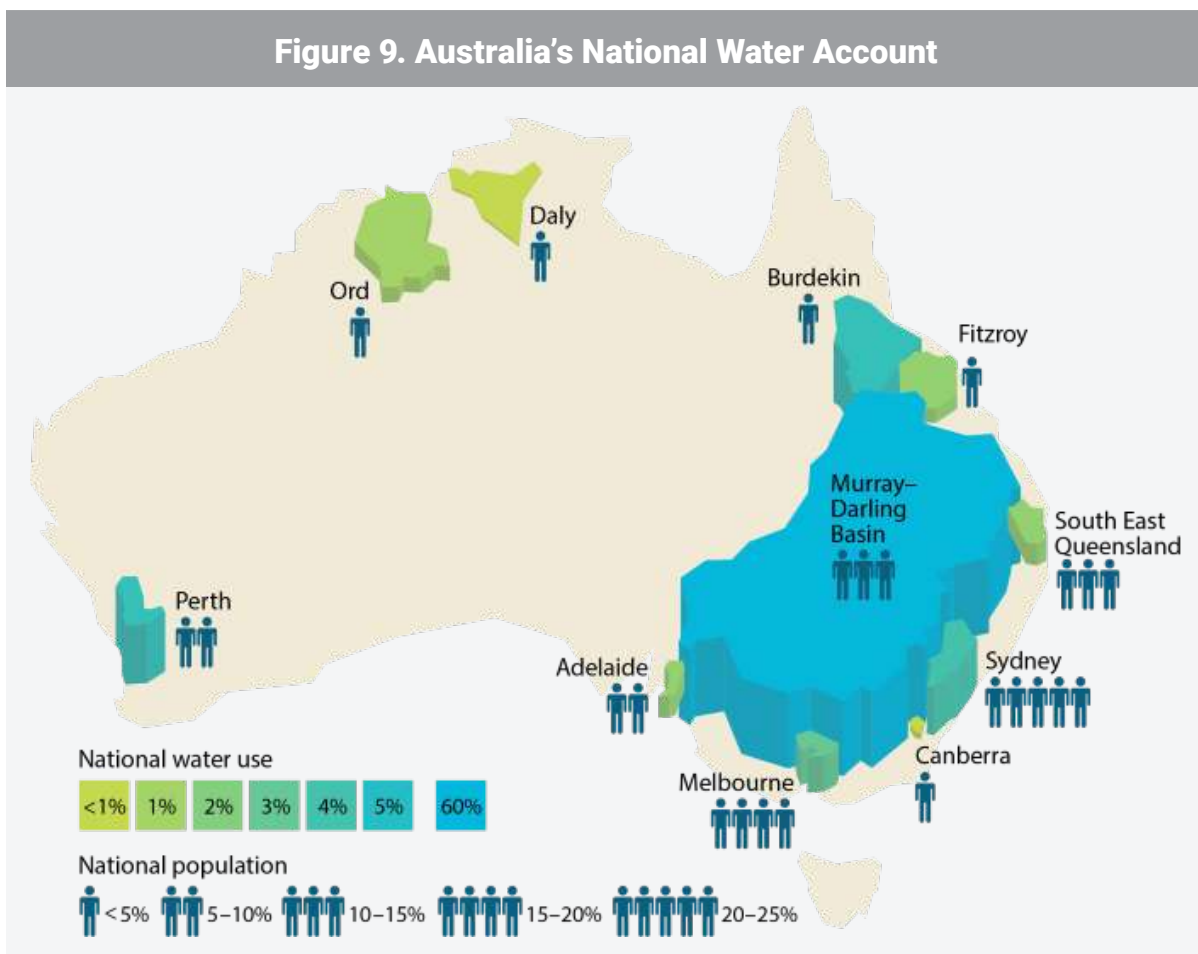 Figure 9. Australia's National Water Account
Daly
Ord
Burdekin
Fitzroy
Murray–
Darling
Basin
South East
Queensland
Perth
Adelaide
Sydney
Canberra
Melbourne
National water use
<1% 1% 2% 3% 4% 5% 60%
National population
<5% 5–10% 10–15% 15–20% 20–25%